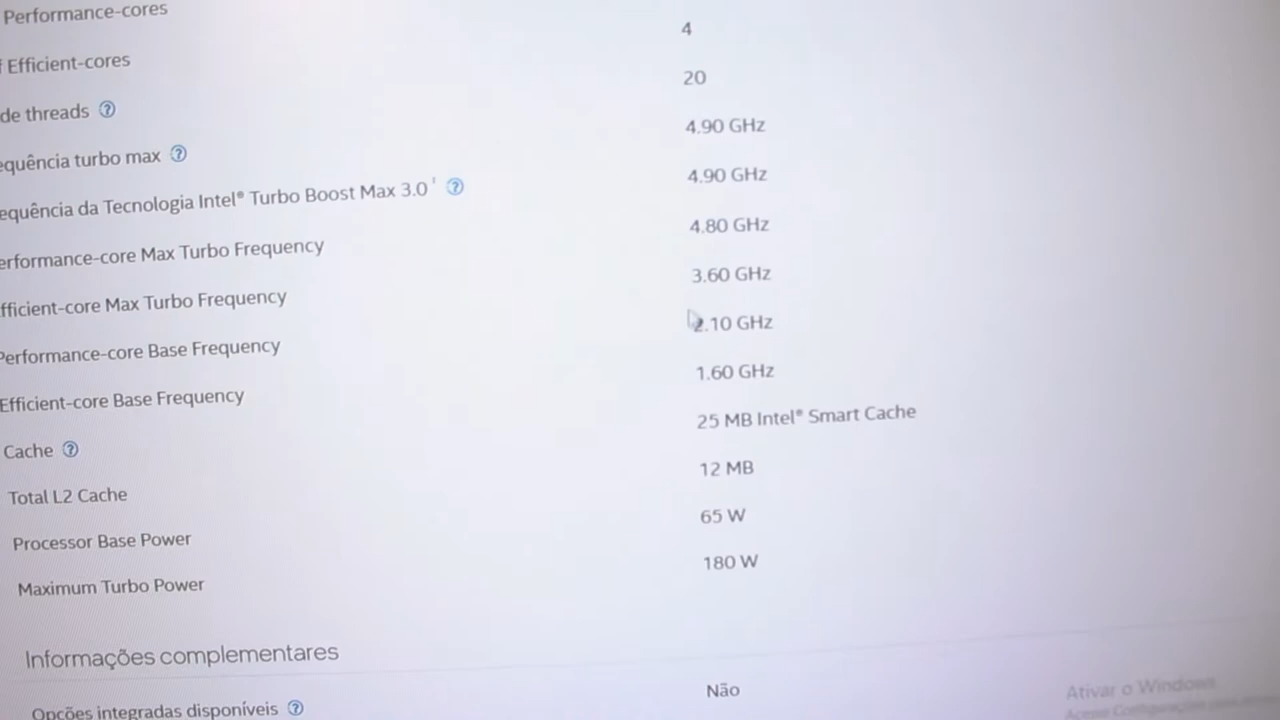 Performance-cores
4
Efficient-cores
20
de threads
4.90 GHz
equência turbo max
4.90 GHz
equência da Tecnologia Intel® Turbo Boost Max 3.0
4.80 GHz
erformance-core Max Turbo Frequency
3.60 GHz
fficient-core Max Turbo Frequency
2.10 GHz
Performance-core Base Frequency
1.60 GHz
Efficient-core Base Frequency
25 MB Intel® Smart Cache
Cache
12 MB
Total L2 Cache
65 W
Processor Base Power
180 W
Maximum Turbo Power
Informações complementares
Não
Opções integradas disponíveis
Ativar o Windows